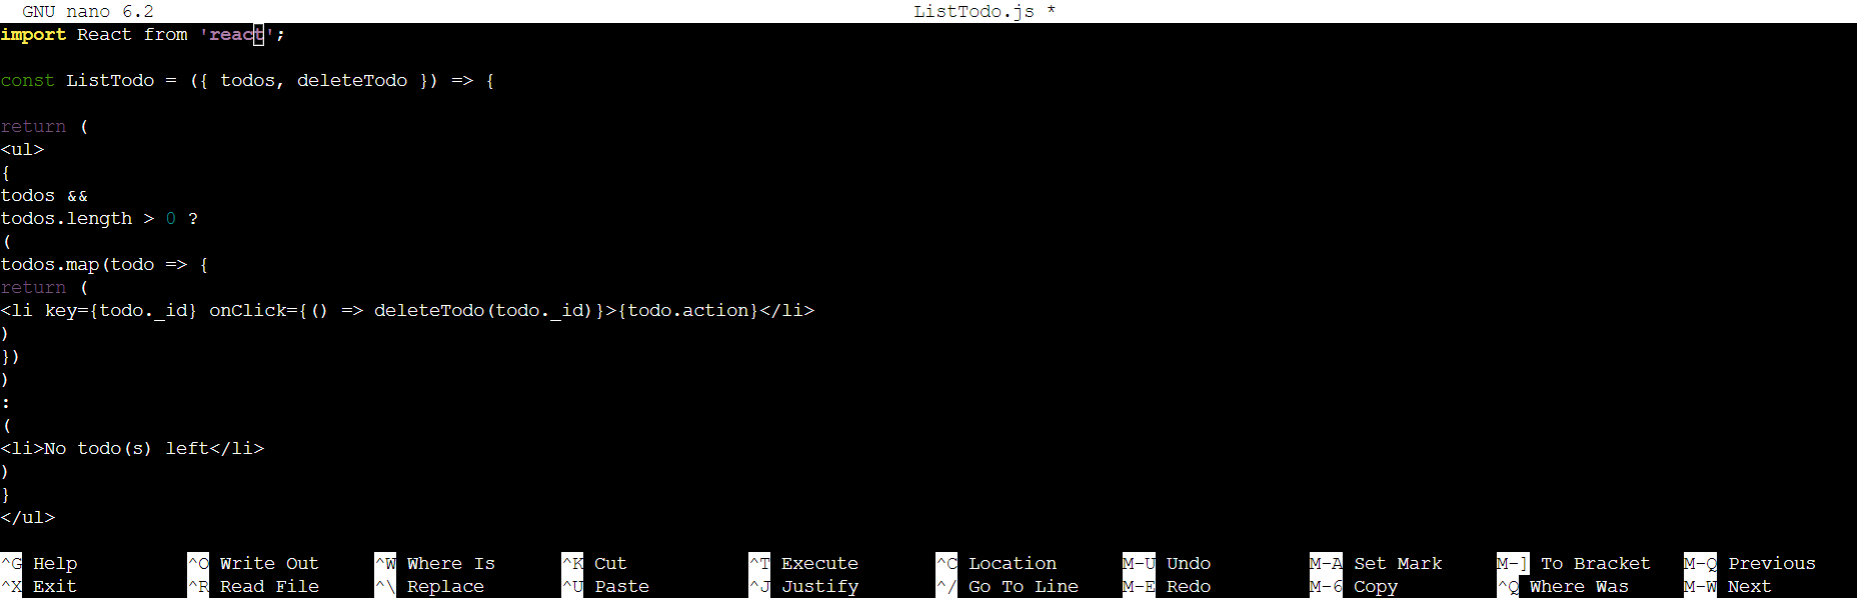 GNU nano 6.2 ListTodo.js *
import React from 'react';
const ListTodo = ({ todos, deleteTodo }) => {
return (
<ul>
{
todos &&
todos.length > 0 ?
(
todos.map(todo => {
return (
<li key={todo._id} onClick={() => deleteTodo(todo._id)}>{todo.action}</li>
)
})
)
:
(
<li>No todo(s) left</li>
)
}
</ul>
^G Help ^O Write Out ^W Where Is ^K Cut ^T Execute ^C Location M-U Undo M-A Set Mark M-] To Bracket M-Q Previous
^X Exit ^R Read File ^\ Replace ^U Paste ^J Justify ^/ Go To Line M-E Redo M-6 Copy ^Q Where Was M-W Next